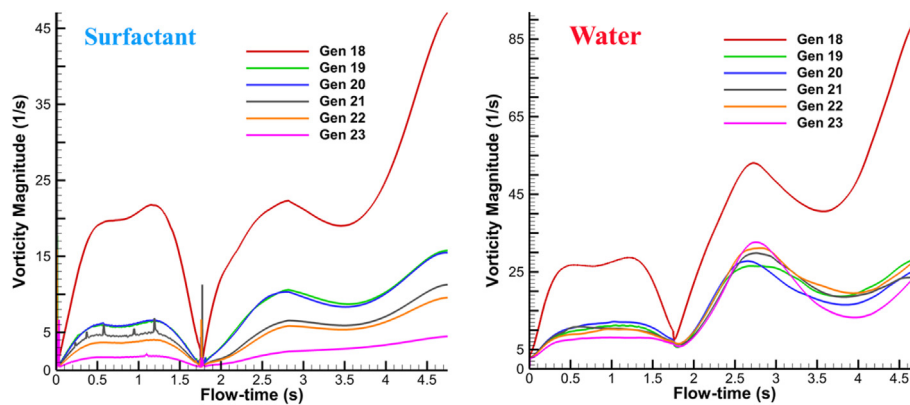 Surfactant
Gen 18
Gen 19
Gen 20
Gen 21
Gen 22
Gen 23
Vorticity Magnitude (1/s)
45
35
25
15
5
0 0.5 1 1.5 2 2.5 3 3.5 4 4.5
Flow-time (s)
Water
Gen 18
Gen 19
Gen 20
Gen 21
Gen 22
Gen 23
Vorticity Magnitude (1/s)
85
65
45
25
5
0 0.5 1 1.5 2 2.5 3 3.5 4 4.5
Flow-time (s)